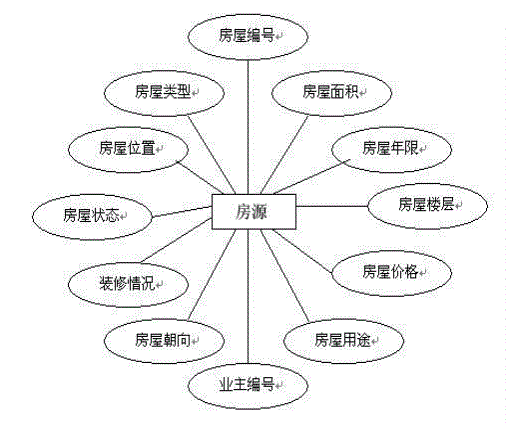 房屋编号
房屋类型
房屋面积
房屋位置
房屋年限
房屋状态
房源
房屋楼层
装修情况
房屋价格
房屋朝向
房屋用途
业主编号